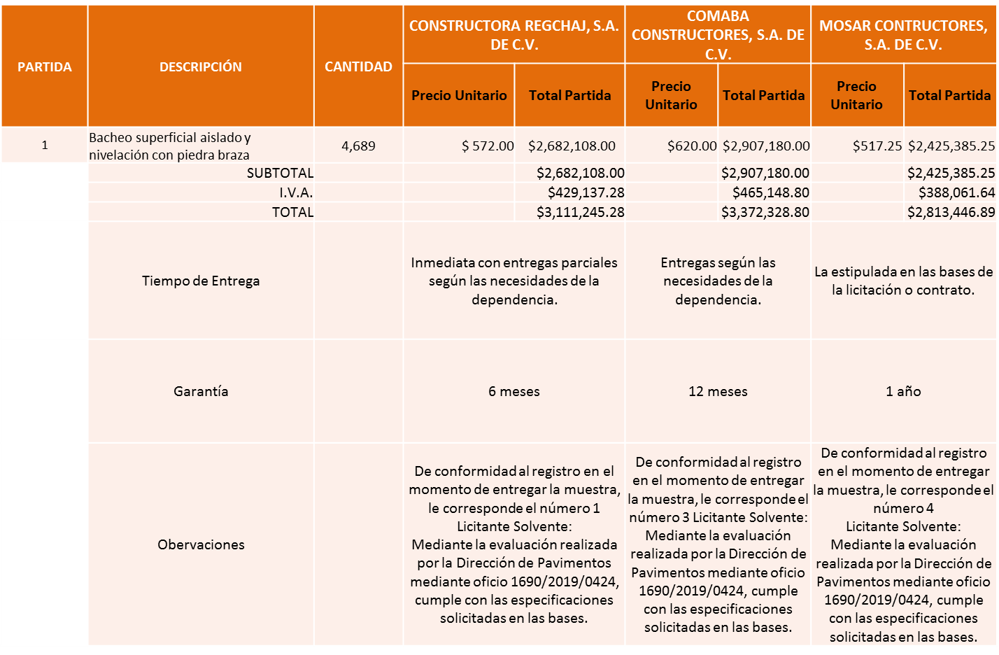 PARTIDA
DESCRIPCIÓN
CANTIDAD
CONSTRUCTORA REGCHAJ, S.A.
DE C.V.
COMABA
CONSTRUCTORES, S.A. DE
C.V.
MOSAR CONTRUCTORES,
S.A. DE C.V.
Precio Unitario
Total Partida
Precio
Unitario
Total Partida
Precio
Unitario
Total Partida
1
Bacheo superficial aislado y
nivelación con piedra braza
4,689
$ 572.00
$2,682,108.00
$620.00
$2,907,180.00
$517.25
$2,425,385.25
SUBTOTAL
$2,682,108.00
$2,907,180.00
$2,425,385.25
I.V.A.
$429,137.28
$465,148.80
$388,061.64
TOTAL
$3,111,245.28
$3,372,328.80
$2,813,446.89
Tiempo de Entrega
Inmediata con entregas parciales
según las necesidades de la
dependencia.
Entregas según las
necesidades de la
dependencia.
La estipulada en las bases de
la licitación o contrato.
Garantía
6 meses
12 meses
1 año
Obervaciones
De conformidad al registro en el
momento de entregar la muestra,
le corresponde el número 1
Licitante Solvente:
Mediante la evaluación realizada
por la Dirección de Pavimentos
mediante oficio 1690/2019/0424,
cumple con las especificaciones
solicitadas en las bases.
De conformidad al registro
en el momento de entregar
la muestra, le corresponde el
número 3 Licitante Solvente:
Mediante la evaluación
realizada por la Dirección de
Pavimentos mediante oficio
1690/2019/0424, cumple
con las especificaciones
solicitadas en las bases.
De conformidad al registro
en el momento de entregar
la muestra, le corresponde el
número 4
Licitante Solvente:
Mediante la evaluación
realizada por la Dirección de
Pavimentos mediante oficio
1690/2019/0424, cumple
con las especificaciones
solicitadas en las bases.